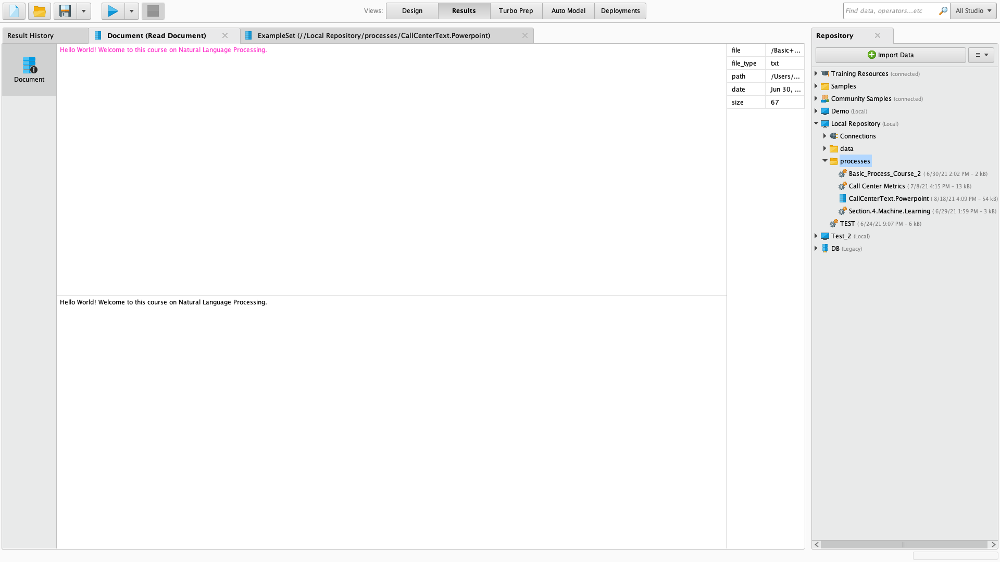 Views: Design Results Turbo Prep Auto Model Deployments
Find data, operators...etc All Studio
Result History Document (Read Document) ExampleSet (//Local Repository/processes/CallCenterText.Powerpoint)
Document
Hello World! Welcome to this course on Natural Language Processing.
file /Basic+...
file_type txt
path /Users/...
date Jun 30, ...
size 67
Hello World! Welcome to this course on Natural Language Processing.
Repository
Import Data
Training Resources (connected)
Samples
Community Samples (connected)
Demo (Local)
Local Repository (Local)
Connections
data
processes
Basic_Process_Course_2 ( 6/30/21 2:02 PM – 2 kB)
Call Center Metrics ( 7/8/21 4:15 PM – 13 kB)
CallCenterText.Powerpoint ( 8/18/21 4:09 PM – 54 kB)
Section.4.Machine.Learning ( 6/29/21 1:59 PM – 3 kB)
TEST ( 6/24/21 9:07 PM – 6 kB)
Test_2 (Local)
DB (Legacy)